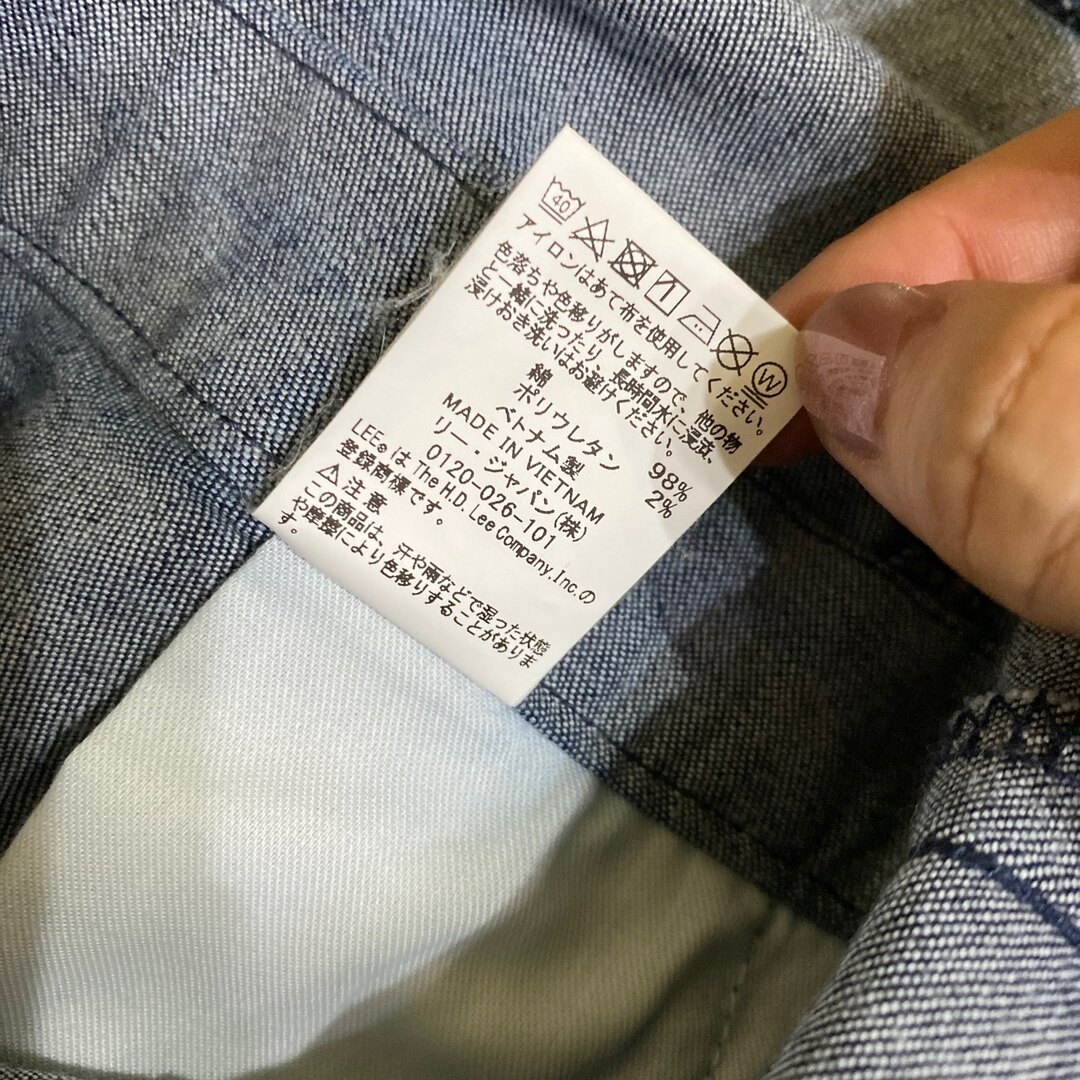 40 W
アイロンはあて布を使用してください。
色落ちや色移りがしますので、他の物
と一緒に洗ったり、長時間水に浸漬、
浸けおき洗いはお避けください。
綿 98%
ポリウレタン 2%
ベトナム製
MADE IN VIETNAM
リー・ジャパン(株)
0120-026-101
LEE®はThe H.D. Lee Company,Inc.の
登録商標です。
⚠注意
この商品は、汗や雨などで湿った状態
や摩擦により色移りすることがありま
す。